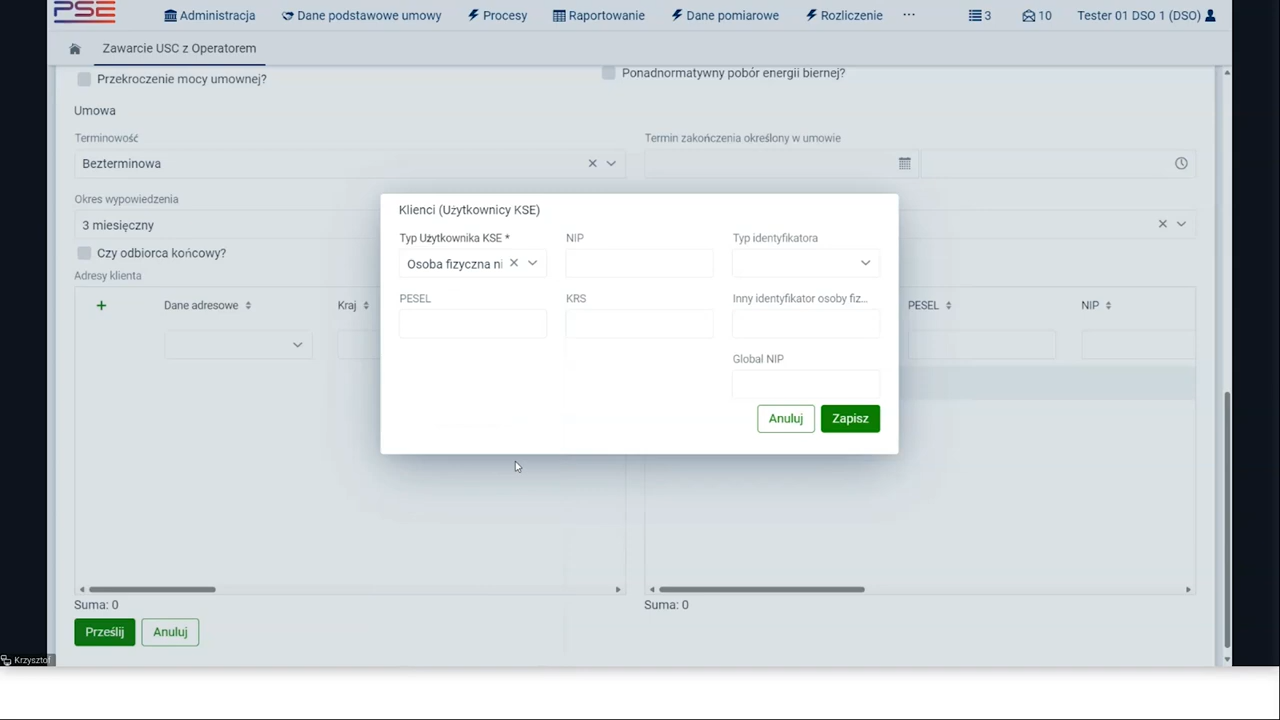 PSE
Administracja
Dane podstawowe umowy
Procesy
Raportowanie
Dane pomiarowe
Rozliczenie
...
3
10
Tester 01 DSO 1 (DSO)
Zawarcie USC z Operatorem
Przekroczenie mocy umownej?
Ponadnormatywny pobór energii biernej?
Umowa
Terminowość
Termin zakończenia określony w umowie
Bezterminowa
Okres wypowiedzenia
3 miesięczny
Czy odbiorca końcowy?
Adresy klienta
Dane adresowe
Kraj
PESEL
NIP
Klienci (Użytkownicy KSE)
Typ Użytkownika KSE *
NIP
Typ identyfikatora
Osoba fizyczna ni
PESEL
KRS
Inny identyfikator osoby fiz...
Global NIP
Anuluj
Zapisz
Suma: 0
Suma: 0
Prześlij
Anuluj
Krzysztof